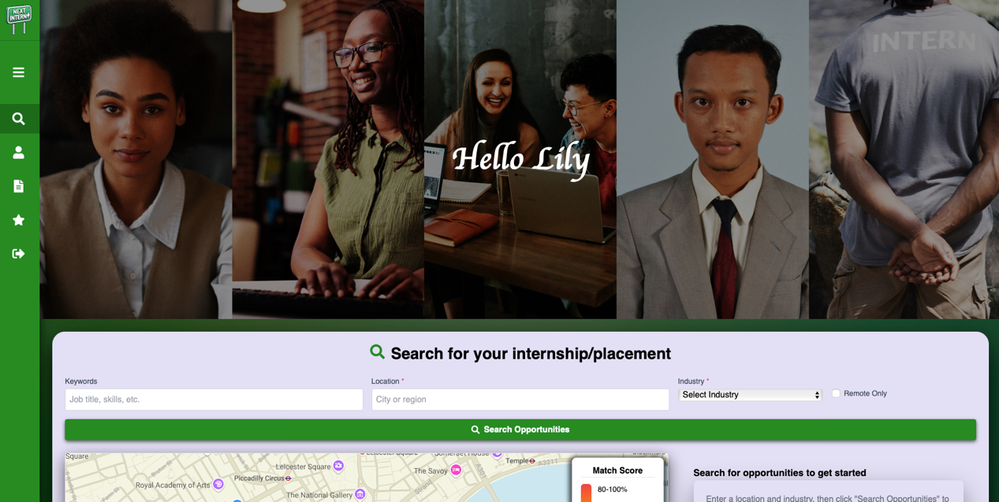 NEXT
INTERN
INTERN
Hello Lily
Search for your internship/placement
Keywords
Location *
Industry *
Job title, skills, etc.
City or region
Select Industry
Remote Only
Search Opportunities
Square
Leicester Square
Somerset House
Temple
A3211
Leicester Square
The Savoy
A301
Royal Academy of Arts
Piccadilly Circus
The National Gallery
Match Score
80-100%
Search for opportunities to get started
Enter a location and industry, then click "Search Opportunities" to